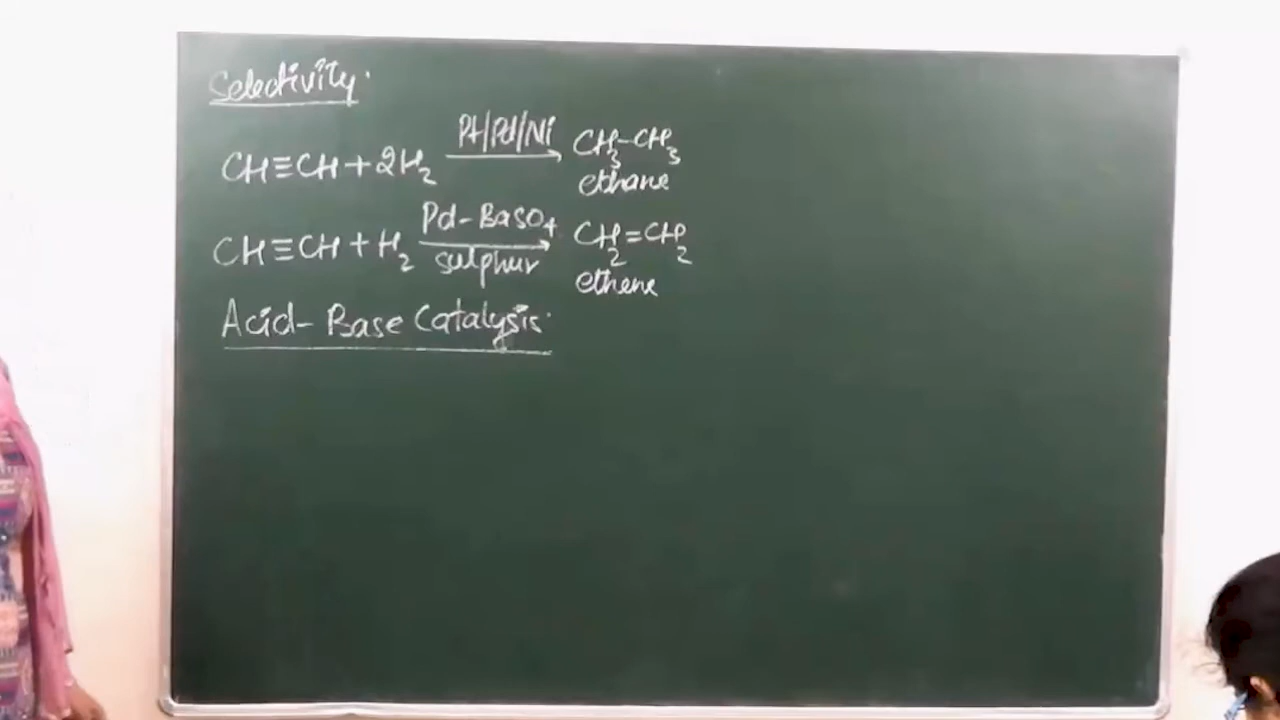 Selectivity.
CH≡CH + 2H₂ —Pt/Pd/Ni→ CH₃-CH₃
ethane
CH≡CH + H₂ —Pd-BaSO₄ / sulphur→ CH₂=CH₂
ethene
Acid-Base Catalysis.